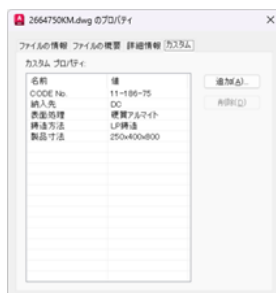 2664750KM.dwg のプロパティ
ファイルの情報 ファイルの概要 詳細情報 カスタム
カスタム プロパティ:
名前 値
CODE No. 11-186-75
納入先 DC
表面処理 硬質アルマイト
鋳造方法 LP鋳造
製品寸法 250x400x800
追加(A)...
削除(D)